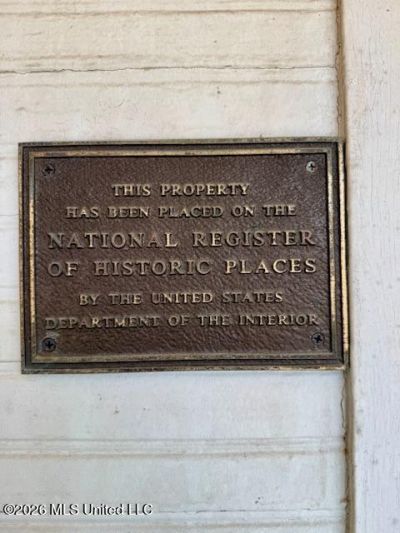 THIS PROPERTY
HAS BEEN PLACED ON THE
NATIONAL REGISTER
OF HISTORIC PLACES
BY THE UNITED STATES
DEPARTMENT OF THE INTERIOR
©2026 MLS United LLC